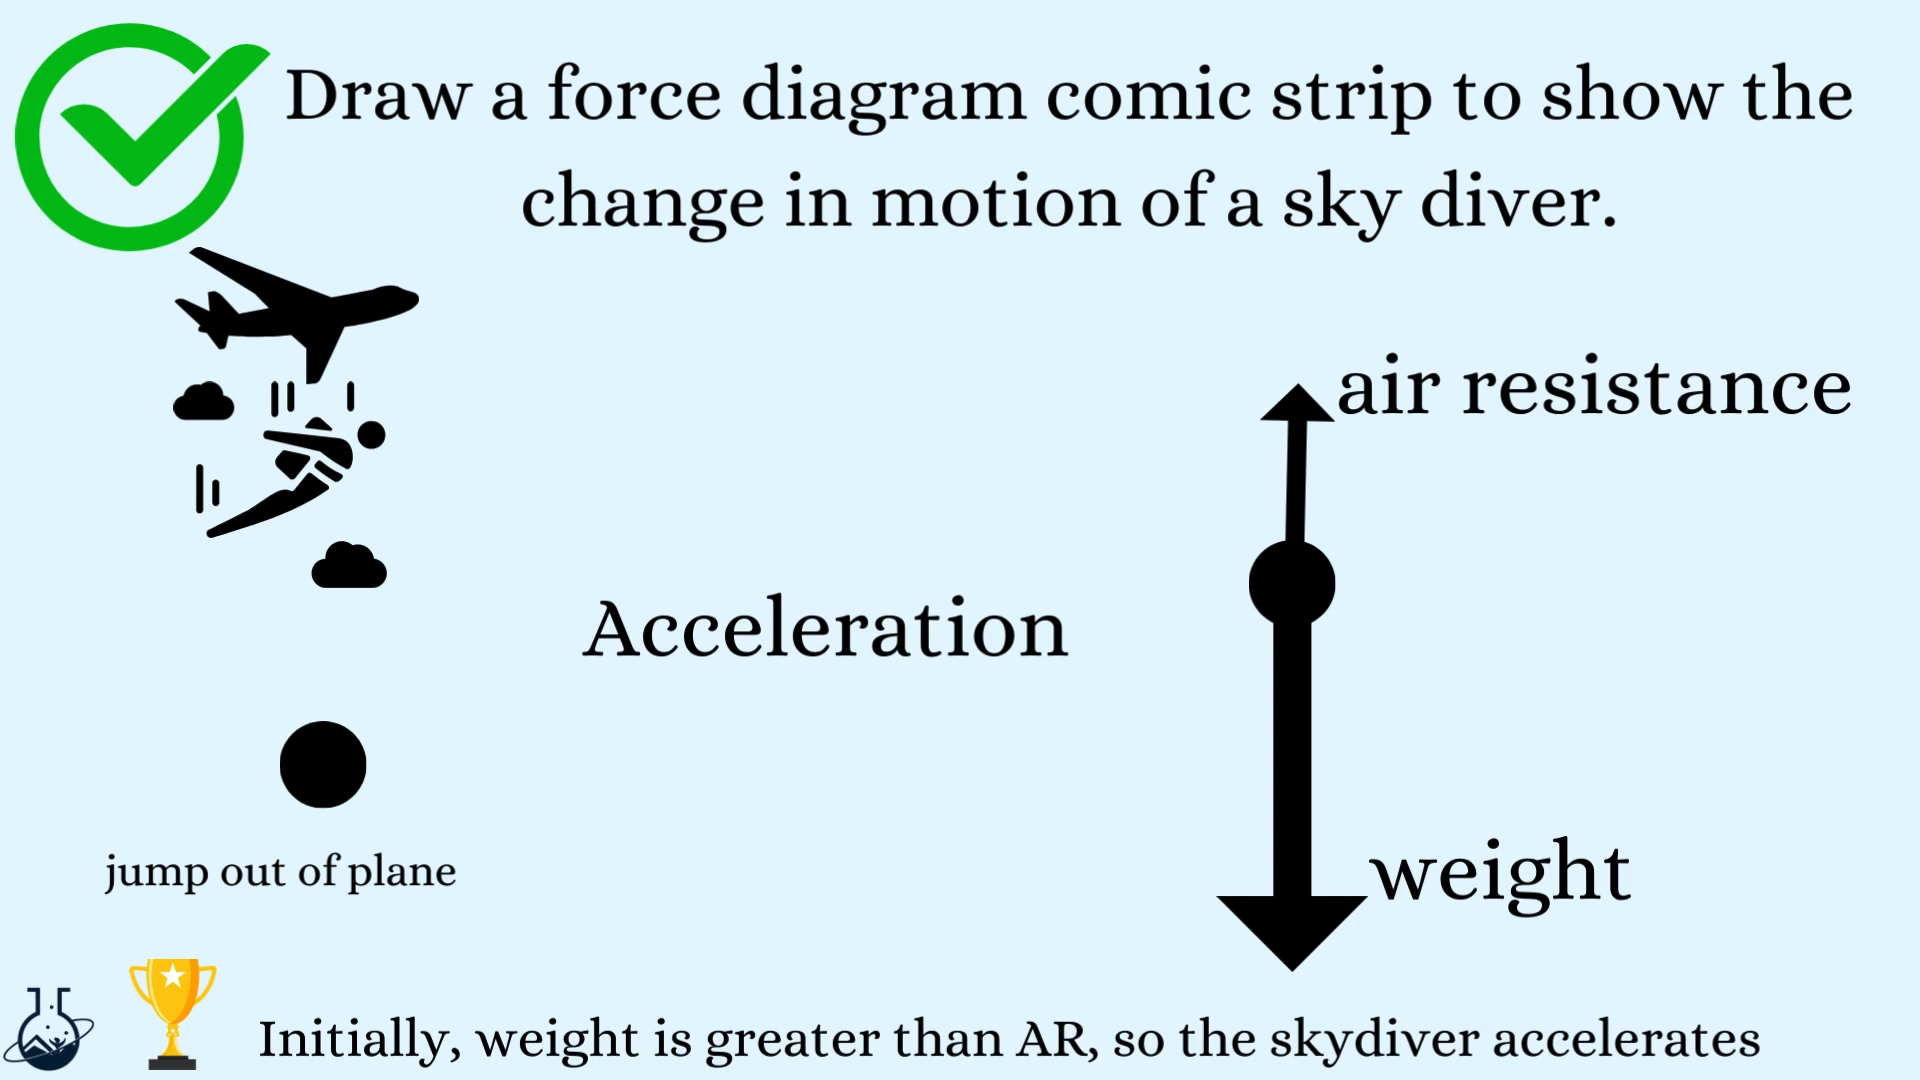 Draw a force diagram comic strip to show the
change in motion of a sky diver.
air resistance
Acceleration
weight
jump out of plane
Initially, weight is greater than AR, so the skydiver accelerates